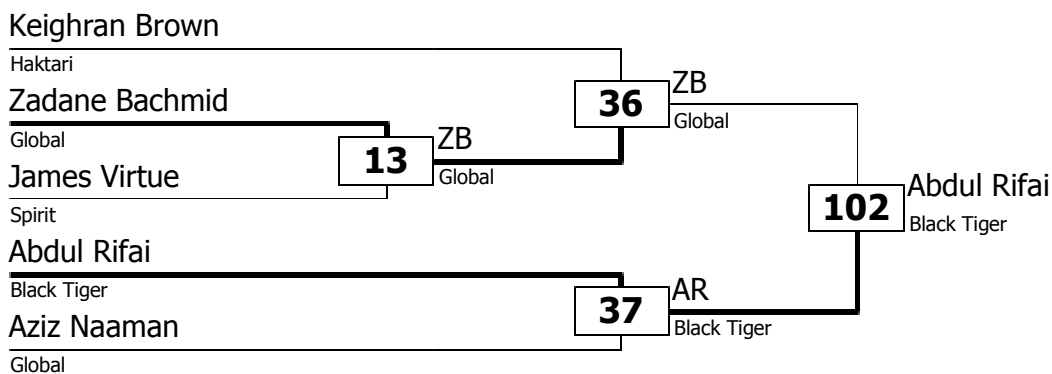 Keighran Brown
Haktari
Zadane Bachmid
Global
James Virtue
Spirit
Abdul Rifai
Black Tiger
Aziz Naaman
Global
13
ZB
Global
36
ZB
Global
37
AR
Black Tiger
102
Abdul Rifai
Black Tiger